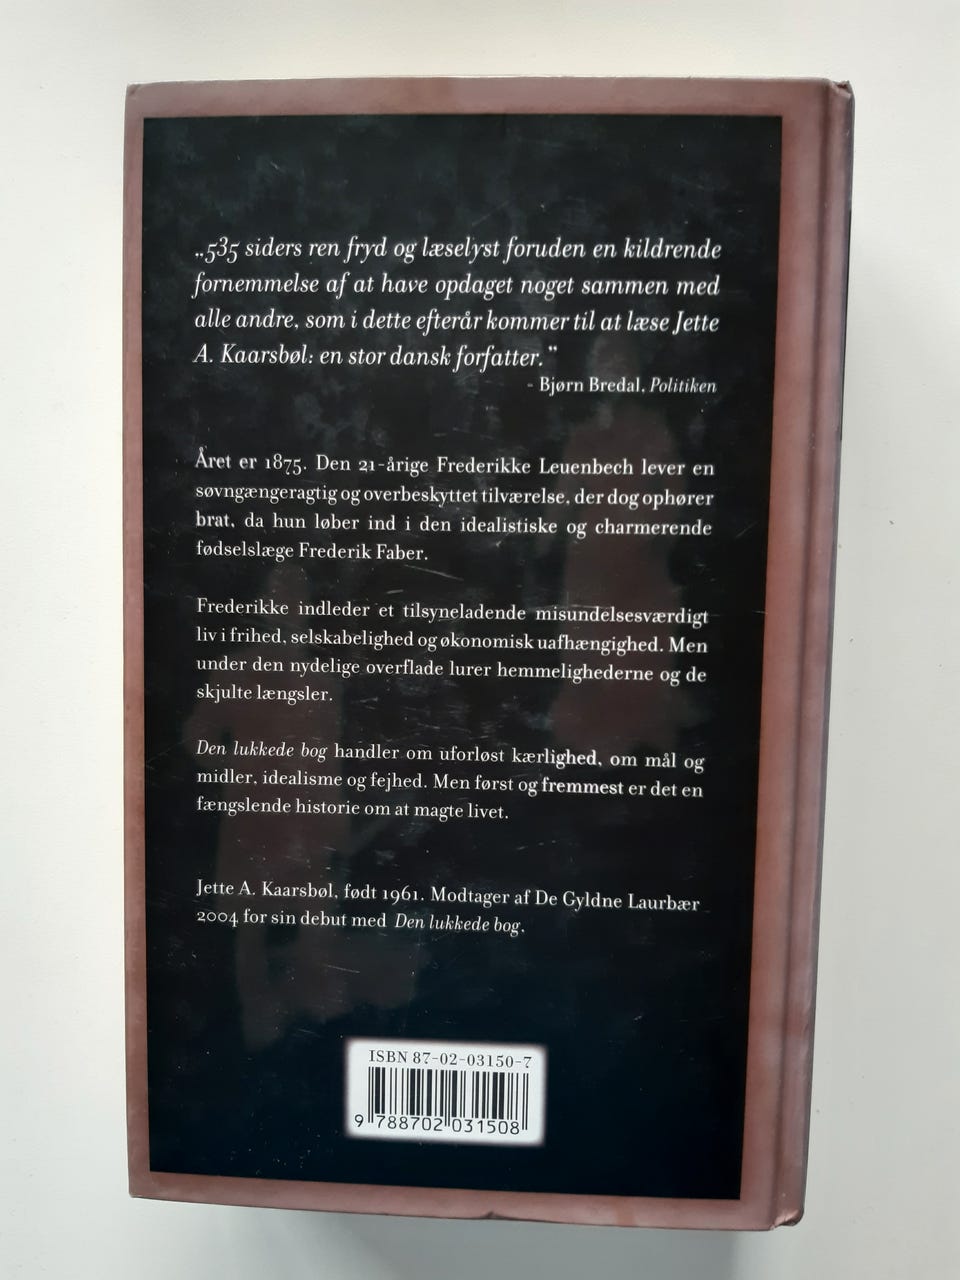 „535 siders ren fryd og læselyst foruden en kildrende
fornemmelse af at have opdaget noget sammen med
alle andre, som i dette efterår kommer til at læse Jette
A. Kaarsbøl: en stor dansk forfatter.”
- Bjørn Bredal, Politiken
Året er 1875. Den 21-årige Frederikke Leuenbech lever en
søvngængeragtig og overbeskyttet tilværelse, der dog ophører
brat, da hun løber ind i den idealistiske og charmerende
fødselslæge Frederik Faber.
Frederikke indleder et tilsyneladende misundelsesværdigt
liv i frihed, selskabelighed og økonomisk uafhængighed. Men
under den nydelige overflade lurer hemmelighederne og de
skjulte længsler.
Den lukkede bog handler om uforløst kærlighed, om mål og
midler, idealisme og fejhed. Men først og fremmest er det en
fængslende historie om at magte livet.
Jette A. Kaarsbøl, født 1961. Modtager af De Gyldne Laurbær
2004 for sin debut med Den lukkede bog.
ISBN 87-02-03150-7
9 788702 031508